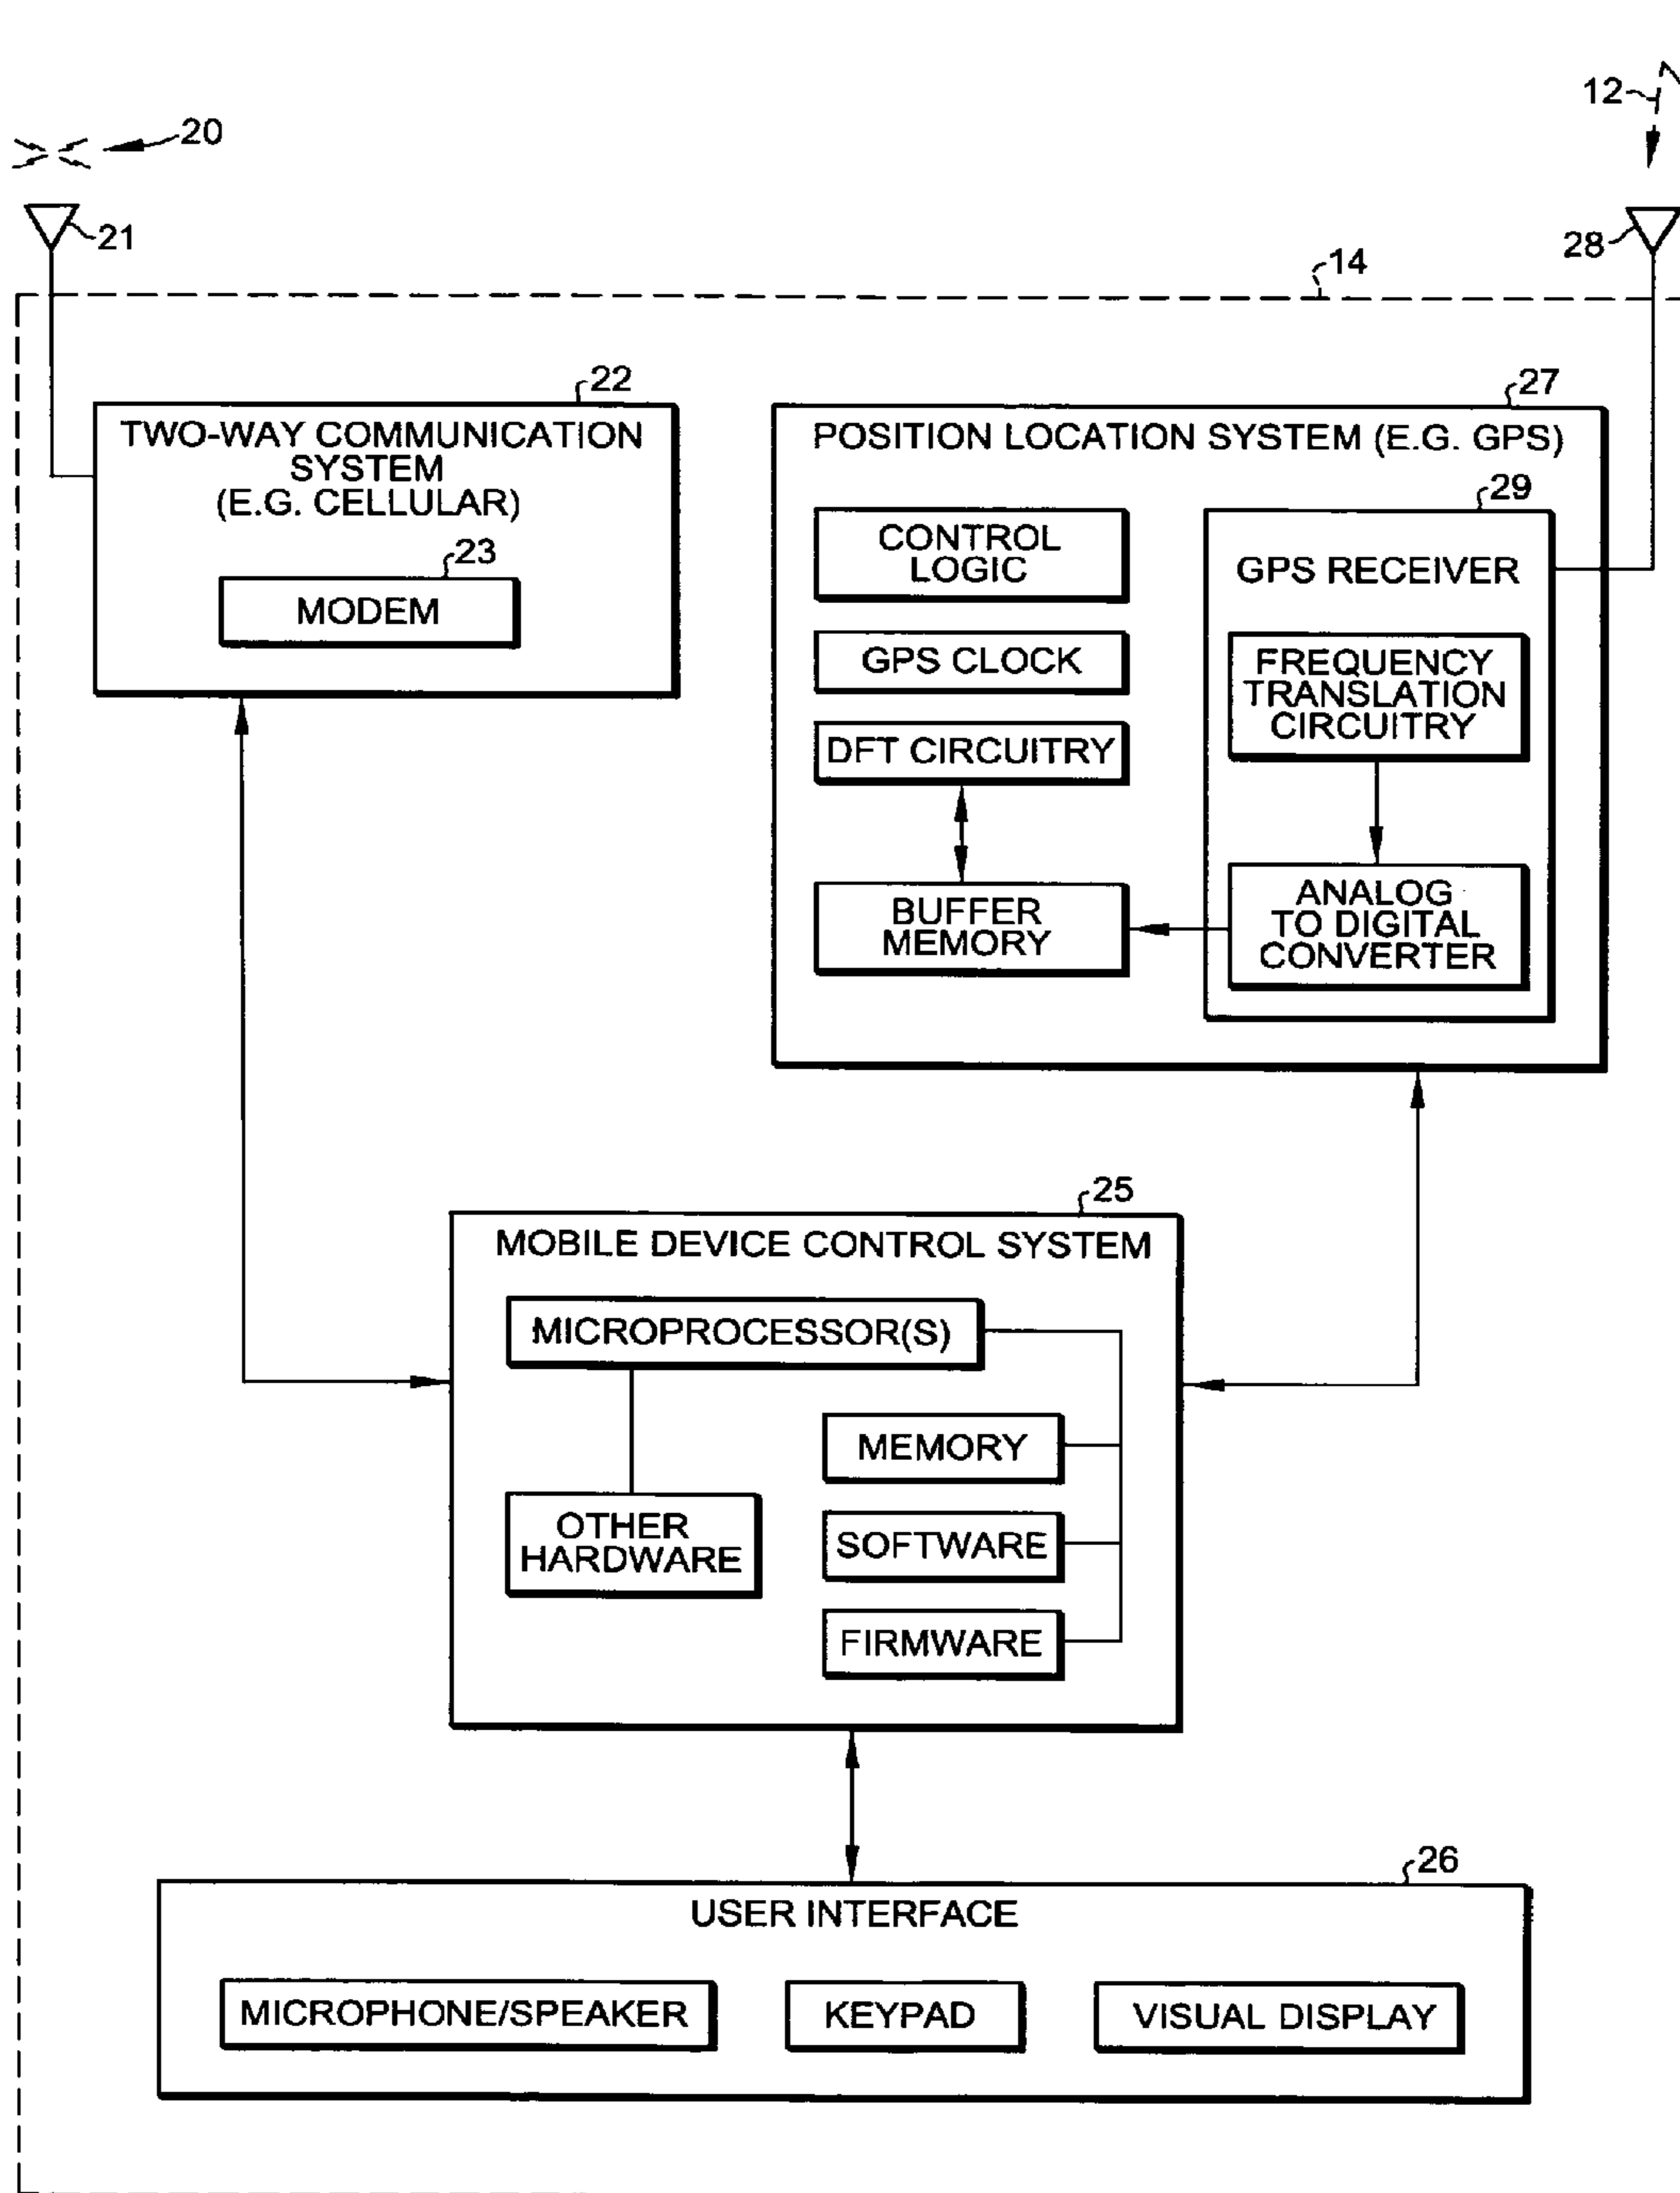 12
20
21
28
14
22
TWO-WAY COMMUNICATION
SYSTEM
(E.G. CELLULAR)
23
MODEM
27
POSITION LOCATION SYSTEM (E.G. GPS)
CONTROL
LOGIC
GPS CLOCK
DFT CIRCUITRY
BUFFER
MEMORY
29
GPS RECEIVER
FREQUENCY
TRANSLATION
CIRCUITRY
ANALOG
TO DIGITAL
CONVERTER
25
MOBILE DEVICE CONTROL SYSTEM
MICROPROCESSOR(S)
OTHER
HARDWARE
MEMORY
SOFTWARE
FIRMWARE
26
USER INTERFACE
MICROPHONE/SPEAKER
KEYPAD
VISUAL DISPLAY